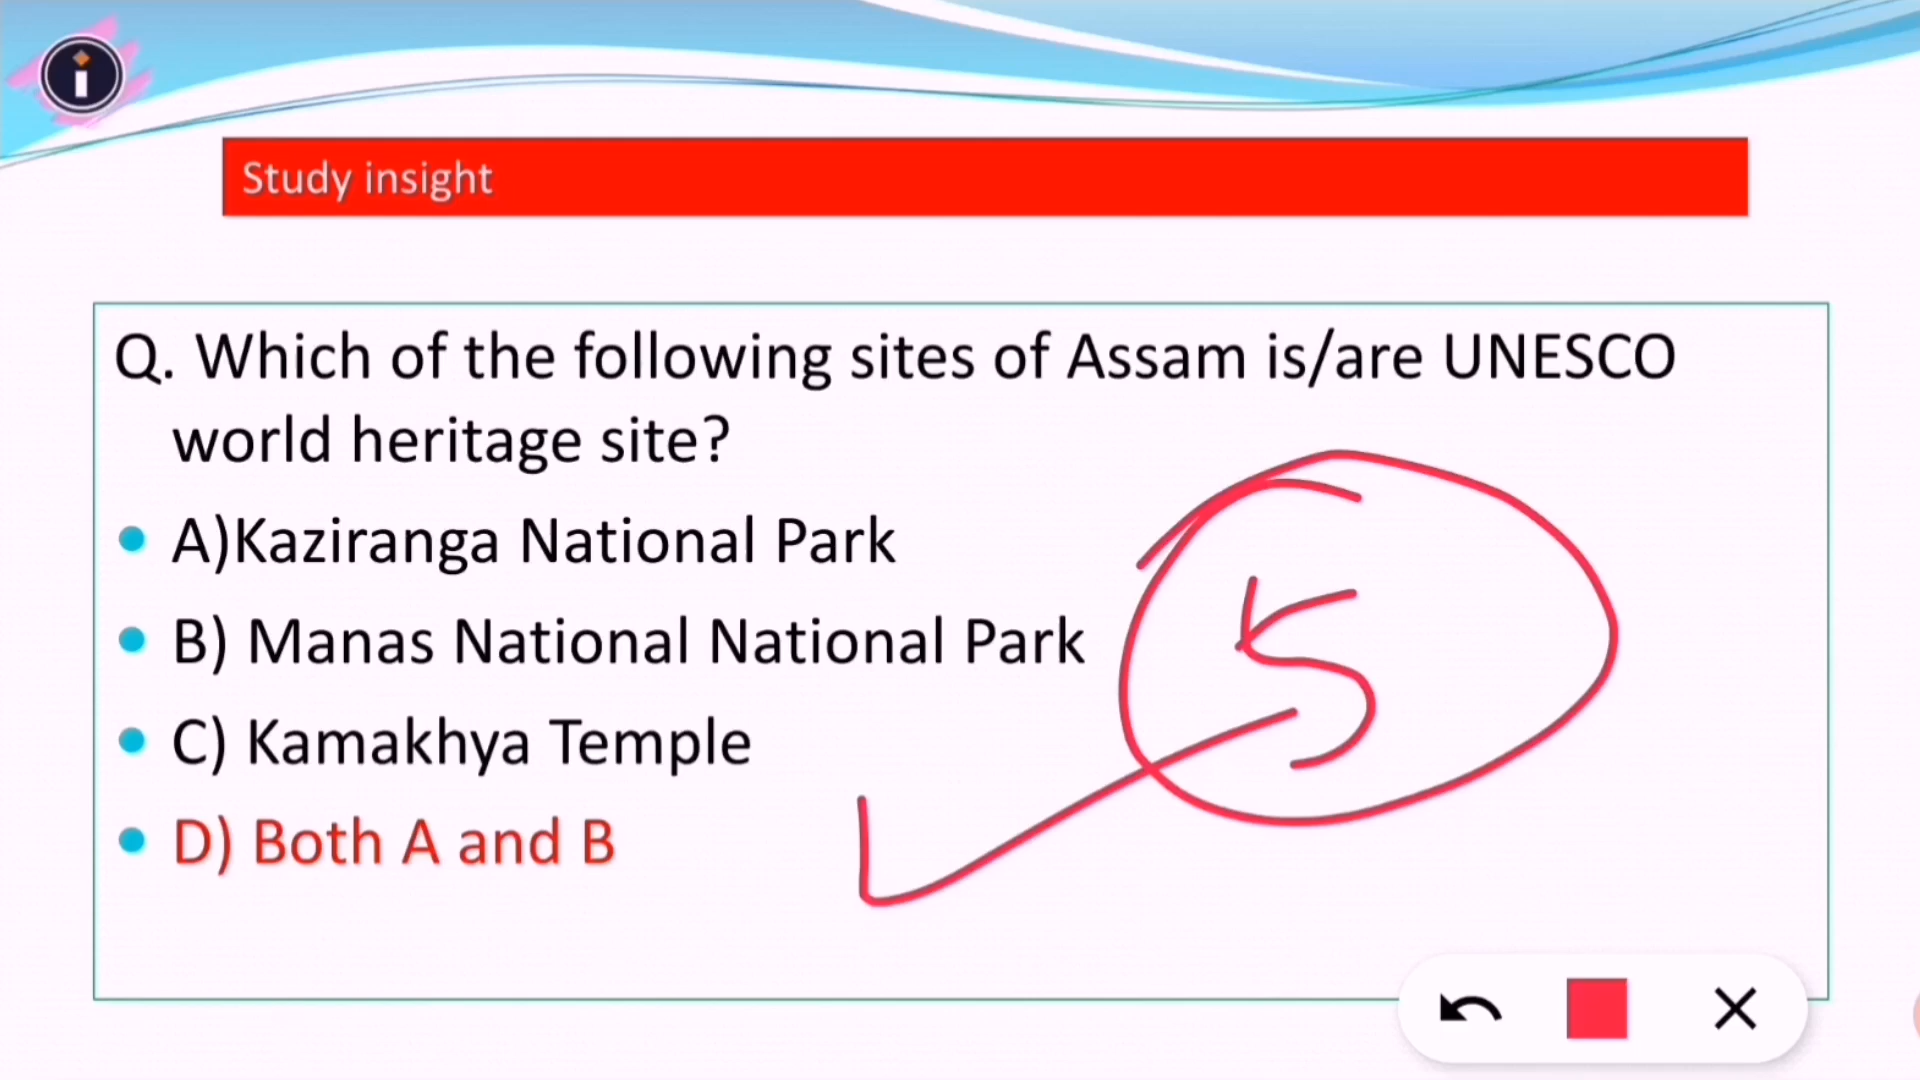 i
Study insight
Q. Which of the following sites of Assam is/are UNESCO
world heritage site?
A)Kaziranga National Park
B) Manas National National Park
5
C) Kamakhya Temple
D) Both A and B